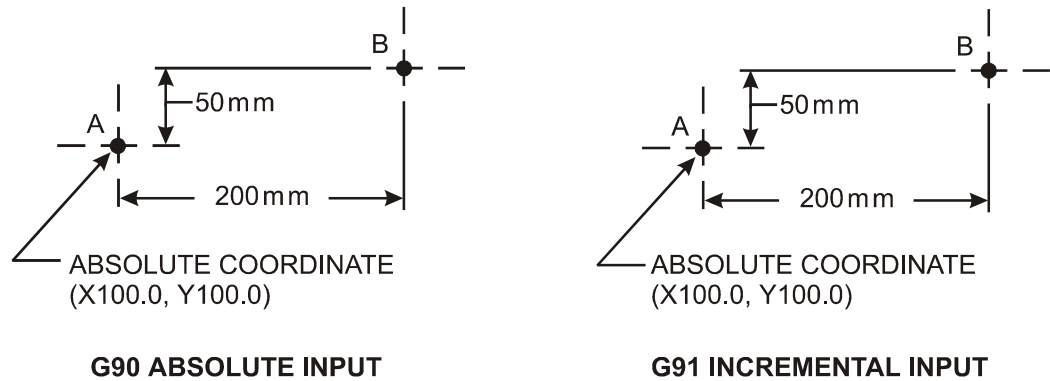 B
50mm
A
200mm
ABSOLUTE COORDINATE
(X100.0, Y100.0)
G90 ABSOLUTE INPUT
B
50mm
A
200mm
ABSOLUTE COORDINATE
(X100.0, Y100.0)
G91 INCREMENTAL INPUT